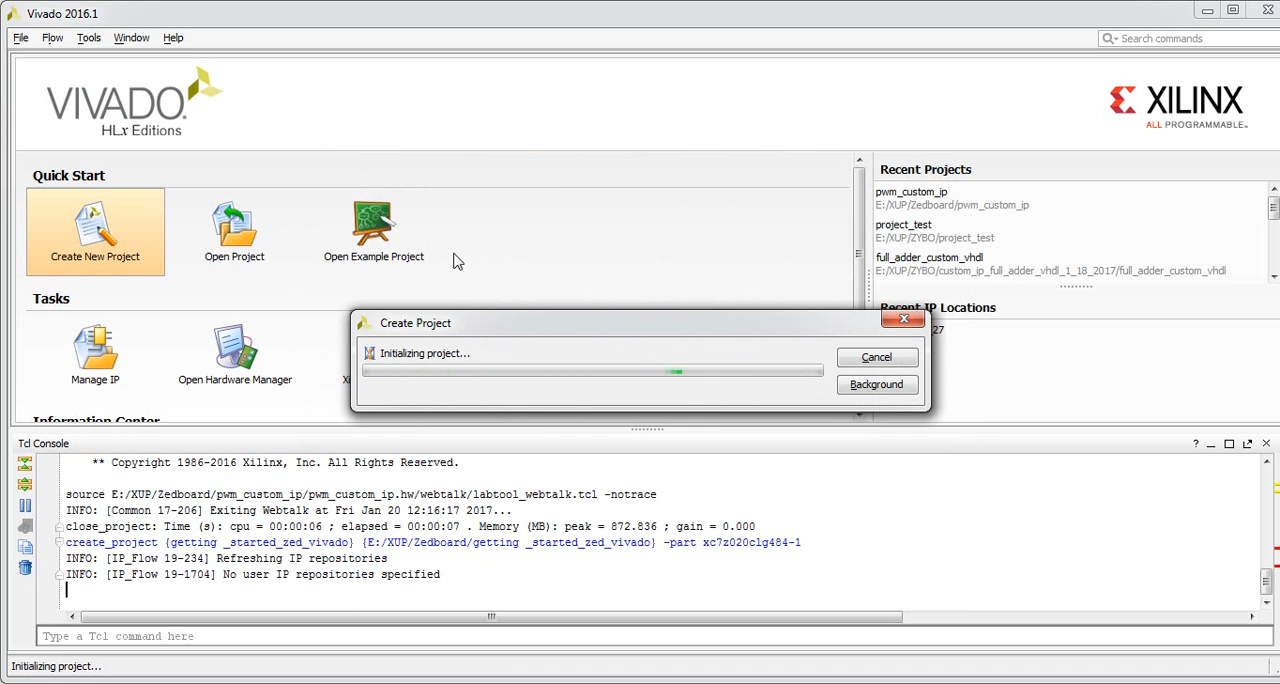 Vivado 2016.1
File Flow Tools Window Help
Search commands
VIVADO.
HLx Editions
XILINX
ALL PROGRAMMABLE
Quick Start
Create New Project
Open Project
Open Example Project
Tasks
Manage IP
Open Hardware Manager
Xi
Information Center
Recent Projects
pwm_custom_ip
E:/XUP/Zedboard/pwm_custom_ip
project_test
E:/XUP/ZYBO/project_test
full_adder_custom_vhdl
E:/XUP/ZYBO/custom_ip_full_adder_vhdl_1_18_2017/full_adder_custom_vhdl
Recent IP Locations
27
Create Project
Initializing project...
Cancel
Background
Tcl Console
** Copyright 1986-2016 Xilinx, Inc. All Rights Reserved.
source E:/XUP/Zedboard/pwm_custom_ip/pwm_custom_ip.hw/webtalk/labtool_webtalk.tcl -notrace
INFO: [Common 17-206] Exiting Webtalk at Fri Jan 20 12:16:17 2017...
close_project: Time (s): cpu = 00:00:06 ; elapsed = 00:00:07 . Memory (MB): peak = 872.836 ; gain = 0.000
create_project {getting _started_zed_vivado} {E:/XUP/Zedboard/getting _started_zed_vivado} -part xc7z020clg484-1
INFO: [IP_Flow 19-234] Refreshing IP repositories
INFO: [IP_Flow 19-1704] No user IP repositories specified
Type a Tcl command here
Initializing project...